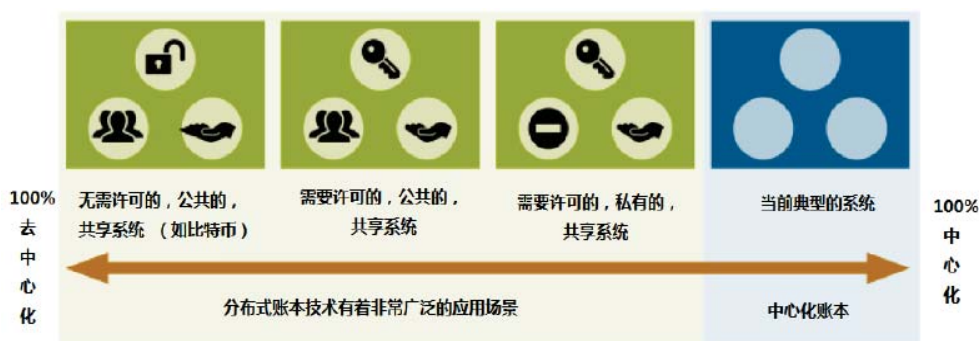 无需许可的，公共的，
共享系统 （如比特币）
需要许可的，公共的，
共享系统
需要许可的，私有的，
共享系统
当前典型的系统
100%
去
中
心
化
100%
中
心
化
分布式账本技术有着非常广泛的应用场景
中心化账本